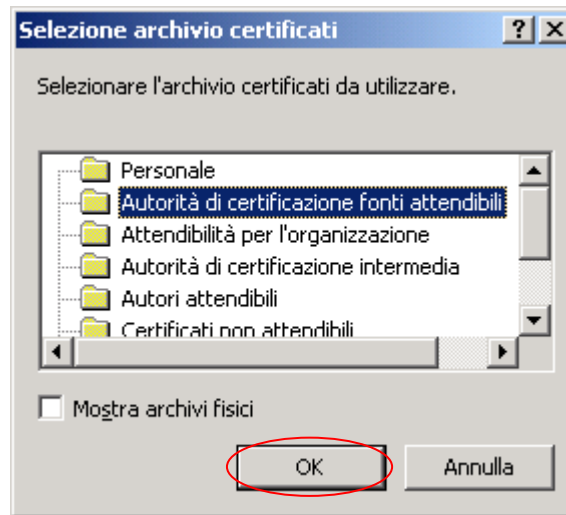 Selezione archivio certificati
Selezionare l'archivio certificati da utilizzare.
Personale
Autorità di certificazione fonti attendibili
Attendibilità per l'organizzazione
Autorità di certificazione intermedia
Autori attendibili
Certificati non attendibili
Mostra archivi fisici
OK Annulla